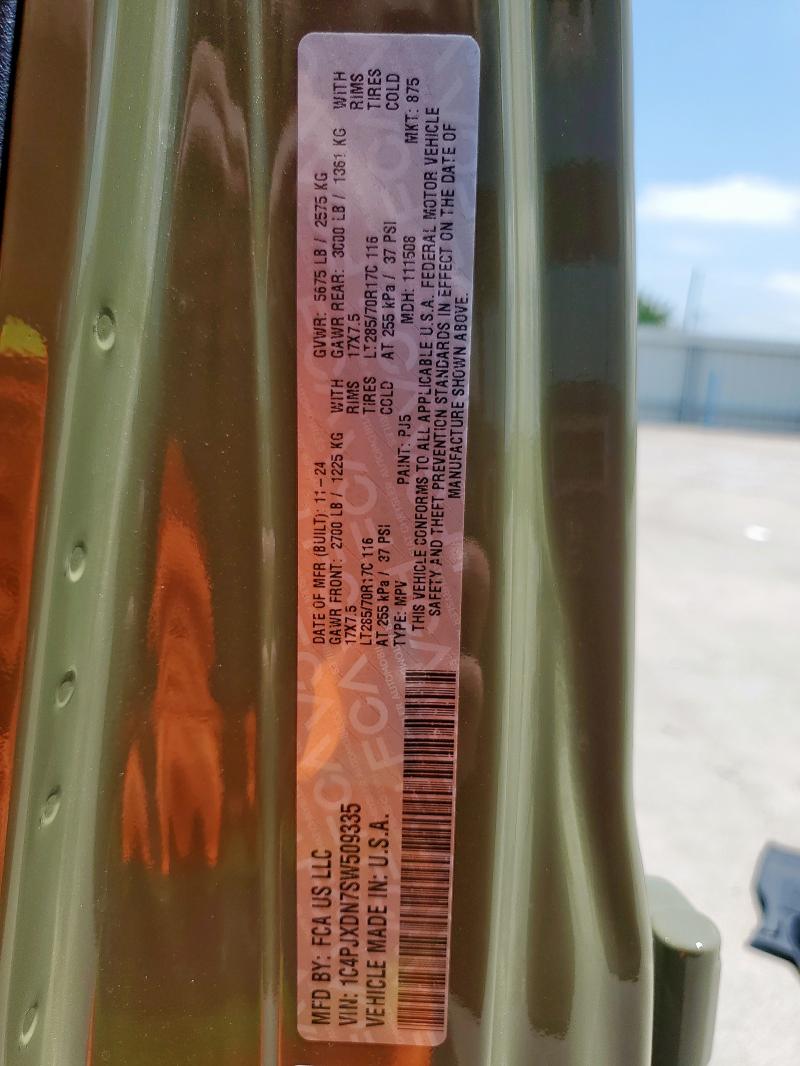 MFD BY: FCA US LLC
VIN: 1C4PJXDN7SW509335
VEHICLE MADE IN: U.S.A.
DATE OF MFR (BUILT): 11-24 GVWR: 5675 LB / 2575 KG
GAWR FRONT: 2700 LB / 1225 KG WITH GAWR REAR: 3000 LB / 1361 KG WITH
17X7.5 RIMS 17X7.5 RIMS
LT285/70R17C 116 TIRES LT285/70R17C 116 TIRES
AT 255 kPa / 37 PSI COLD AT 255 kPa / 37 PSI COLD
TYPE: MPV PAINT: PJ5 MDH: 111508 MKT: 875
THIS VEHICLE CONFORMS TO ALL APPLICABLE U.S.A. FEDERAL MOTOR VEHICLE
SAFETY AND THEFT PREVENTION STANDARDS IN EFFECT ON THE DATE OF
MANUFACTURE SHOWN ABOVE.